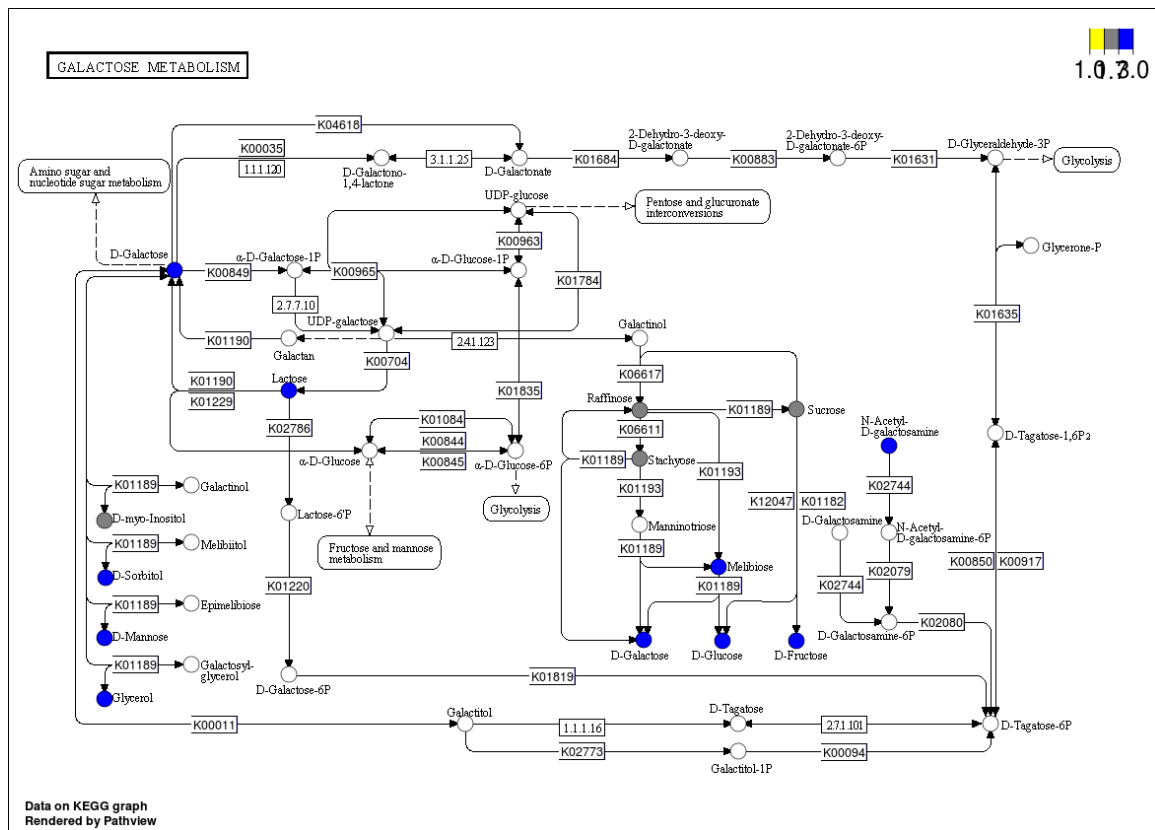 GALACTOSE METABOLISM
K04618
K00035
1.1.1.120
D-Galactono-
1,4-lactone
3.1.1.25
D-Galactonate
K01684
2-Dehydro-3-deoxy-
D-galactonate
K00883
2-Dehydro-3-deoxy-
D-galactonate-6P
K01631
D-Glyceraldehyde-3P
Glycolysis
Amino sugar and
nucleotide sugar metabolism
UDP-glucose
Pentose and glucuronate
interconversions
K00963
D-Galactose
K00849
α-D-Galactose-1P
K00965
α-D-Glucose-1P
K01784
Glycerone-P
2.7.7.10
UDP-galactose
K01635
K01190
Galactan
2.4.1.123
Galactinol
K00704
K01190
K01229
Lactose
K01835
K06617
K02786
K01084
K00844
K00845
α-D-Glucose
α-D-Glucose-6P
Raffinose
K01189
Sucrose
K06611
K01189
Stachyose
K01193
K01193
N-Acetyl-
D-galactosamine
D-Tagatose-1,6P2
K01189
Galactinol
D-myo-Inositol
Lactose-6'P
Glycolysis
K12047
K01182
K02744
Manninotriose
D-Galactosamine
N-Acetyl-
D-galactosamine-6P
K01189
Melibiitol
D-Sorbitol
Fructose and mannose
metabolism
K01189
Melibiose
K01189
K02744
K02079
K00850
K00917
K01220
K01189
Epimelibiose
D-Mannose
D-Galactose
D-Glucose
D-Fructose
D-Galactosamine-6P
K02080
K01189
Galactosyl-
glycerol
Glycerol
D-Galactose-6P
K01819
K00011
Galactitol
1.1.1.16
D-Tagatose
2.7.1.101
D-Tagatose-6P
K02773
Galactitol-1P
K00094
Data on KEGG graph
Rendered by Pathview